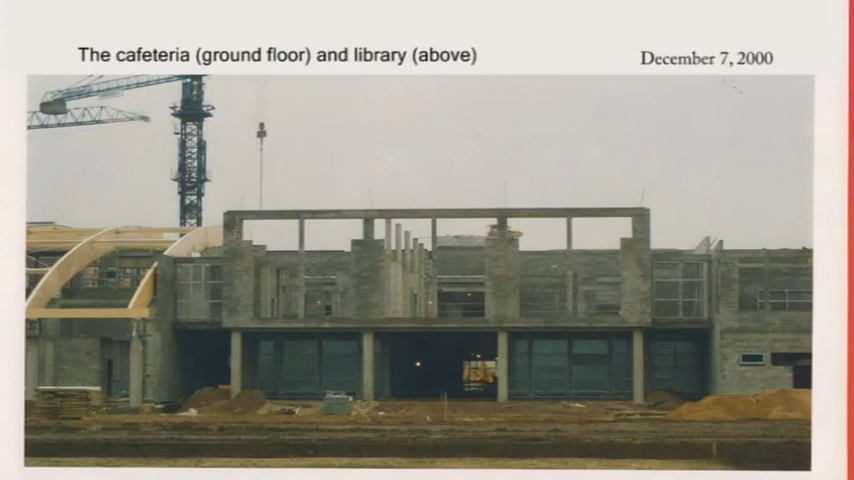 The cafeteria (ground floor) and library (above)
December 7, 2000